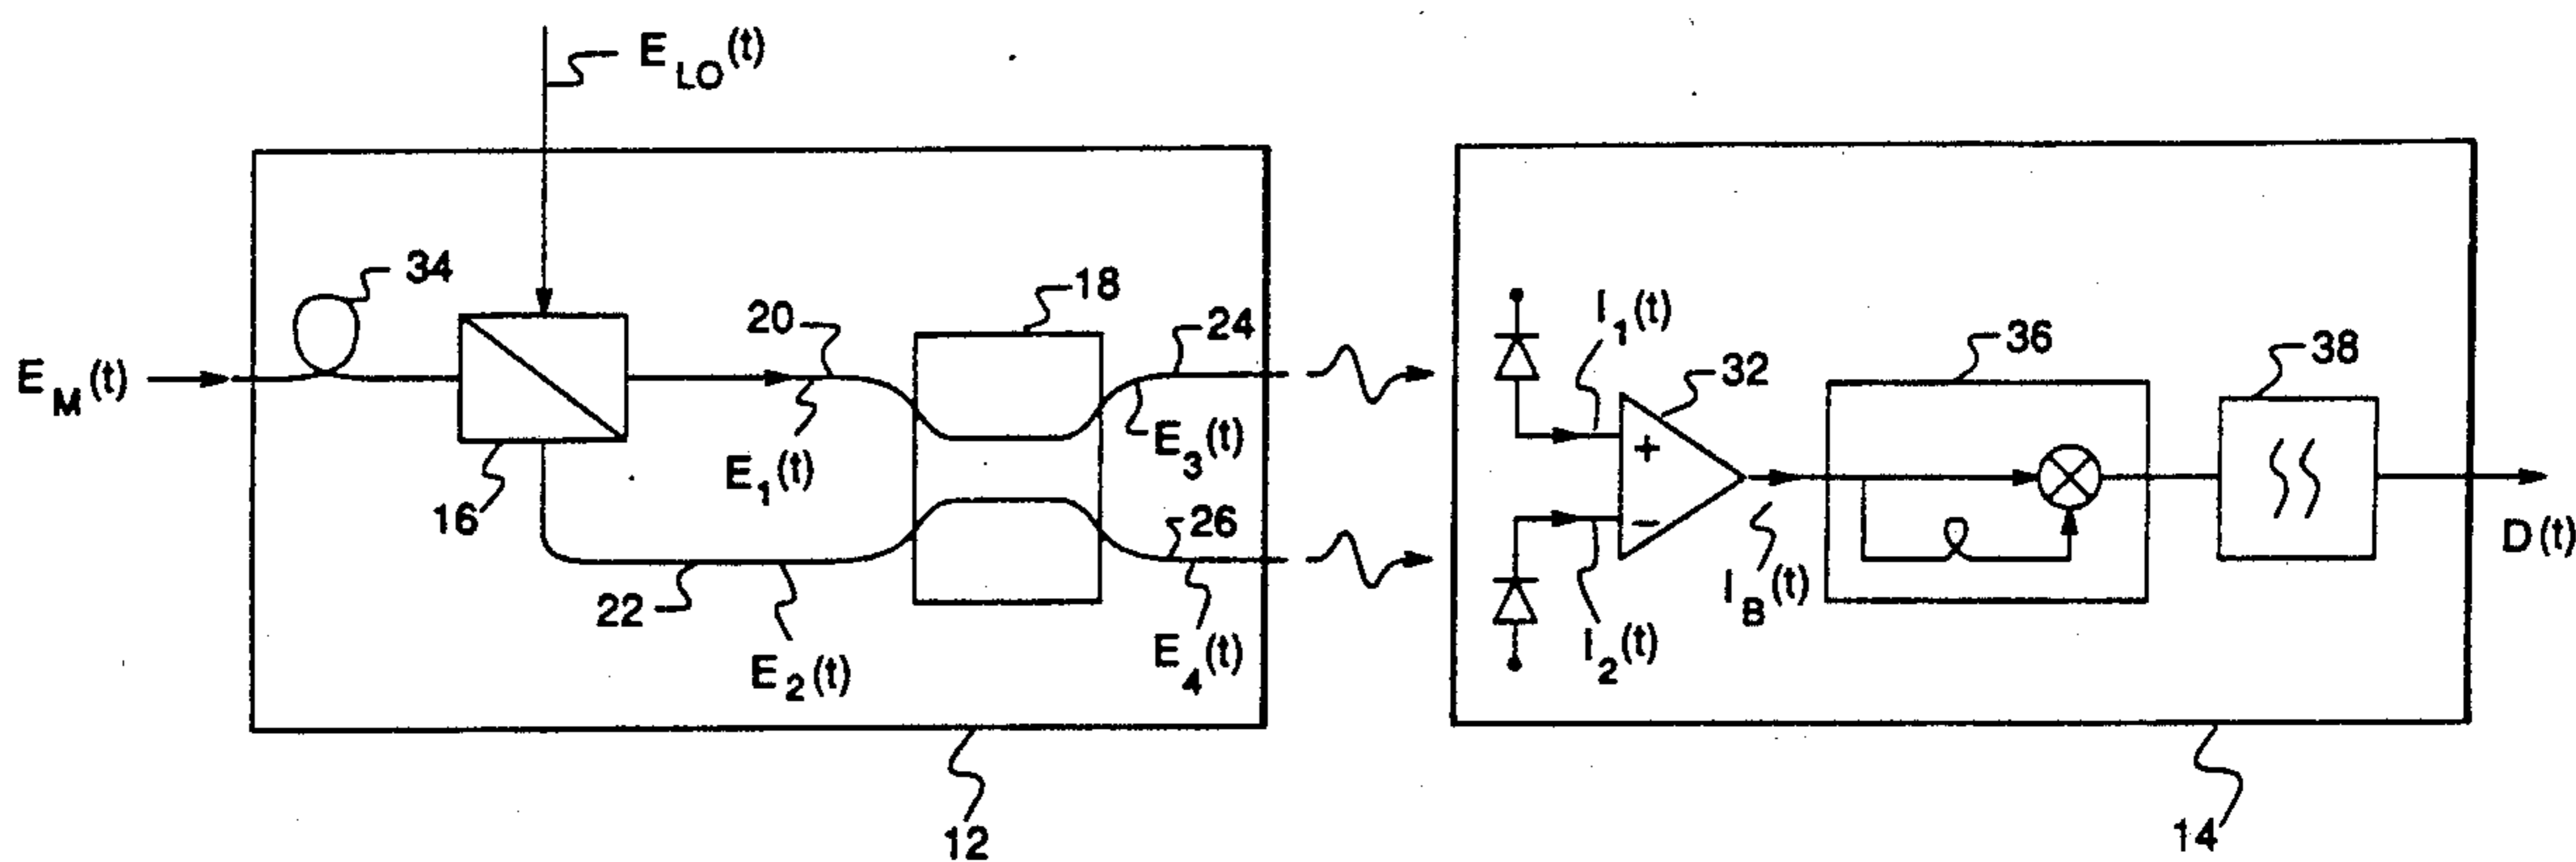 E_LO(t)
34
18
20
24
I_1(t)
32
36
38
E_M(t)
E_3(t)
E_1(t)
16
26
D(t)
22
I_B(t)
E_2(t)
E_4(t)
I_2(t)
+
−
12
14